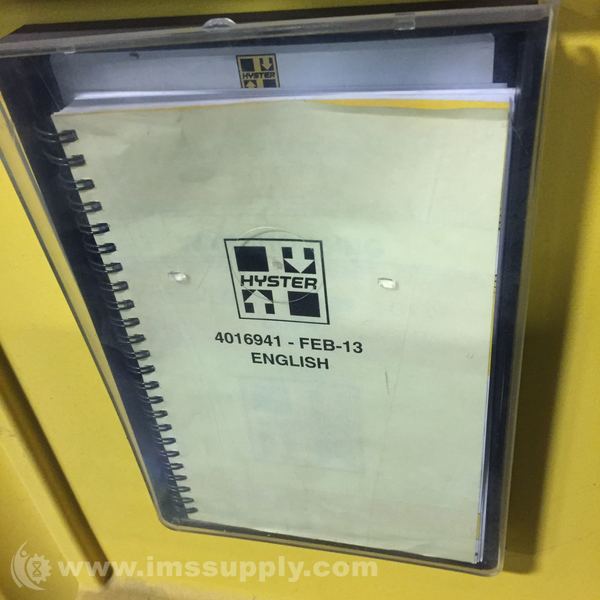 HYSTER
HYSTER
4016941 - FEB-13
ENGLISH
www.imssupply.com